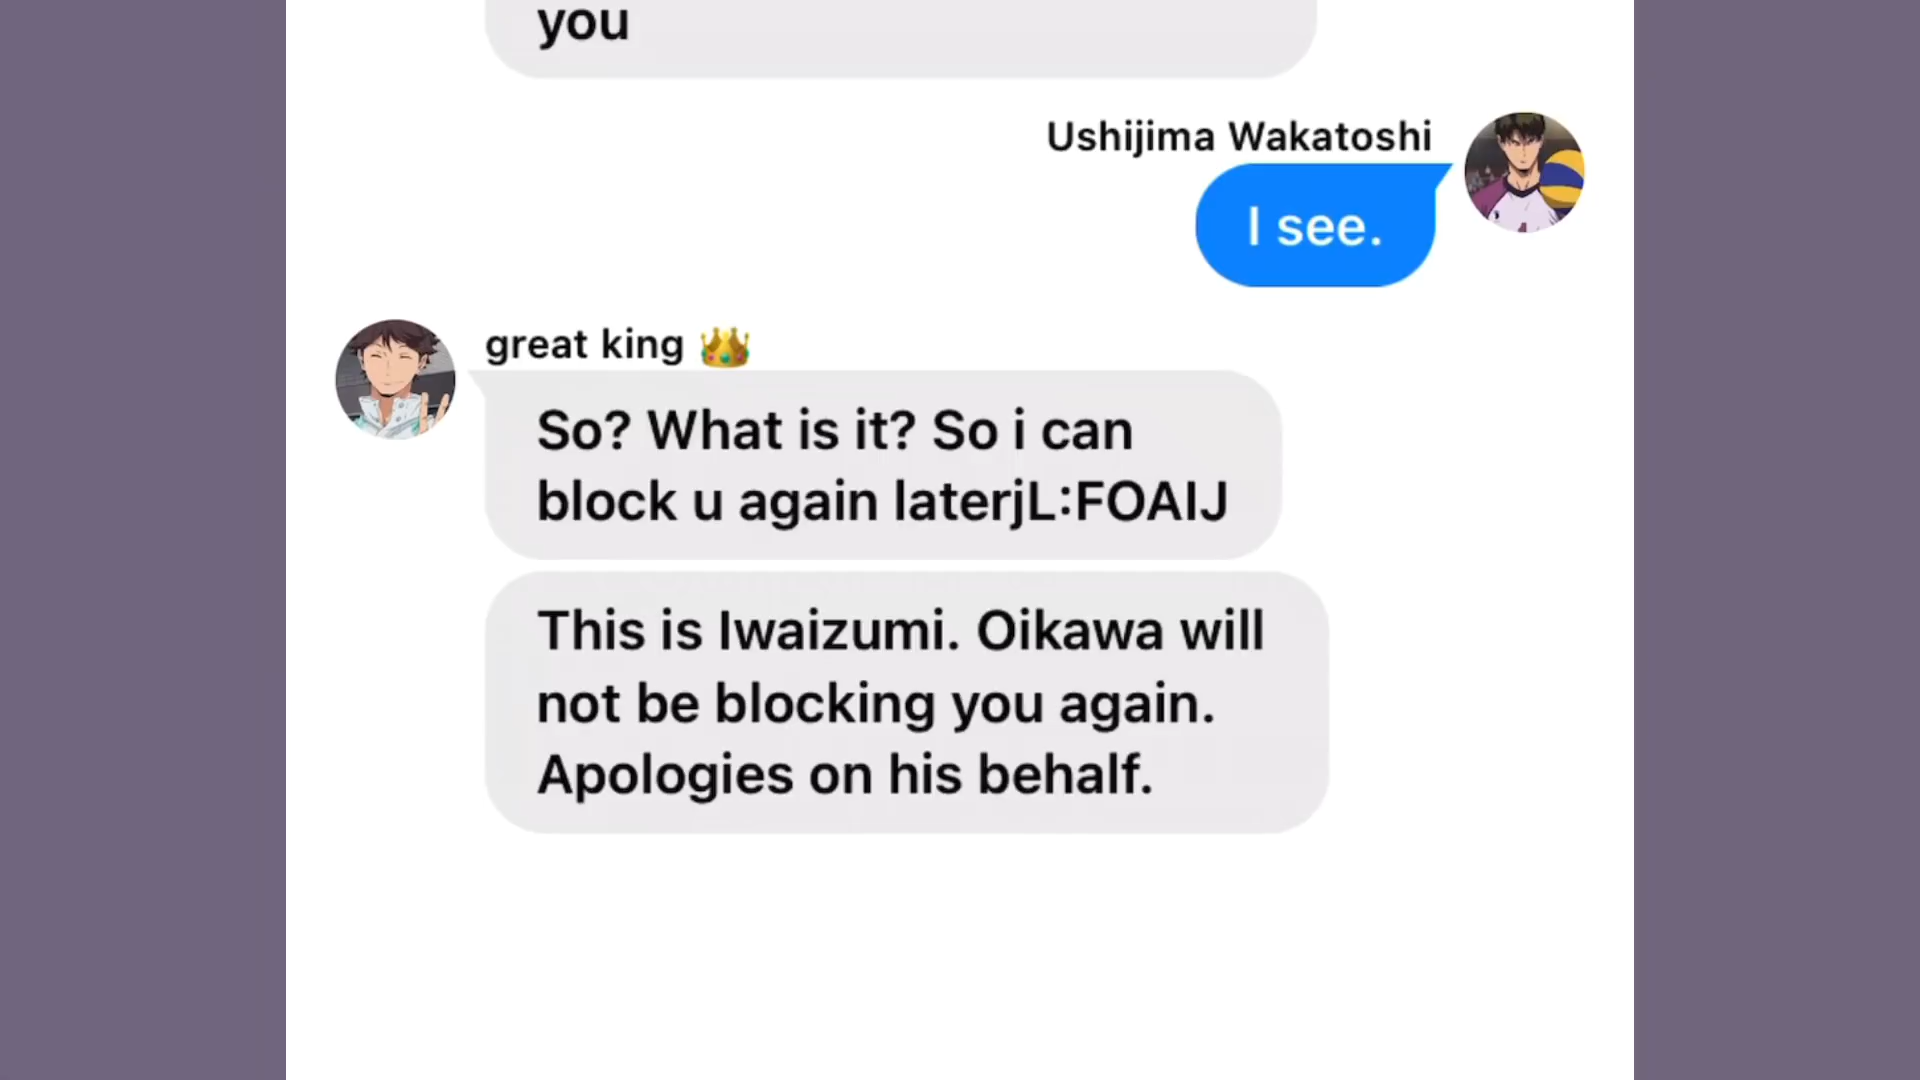 you
Ushijima Wakatoshi
I see.
great king 👑
So? What is it? So i can
block u again laterjL:FOAIJ
This is Iwaizumi. Oikawa will
not be blocking you again.
Apologies on his behalf.